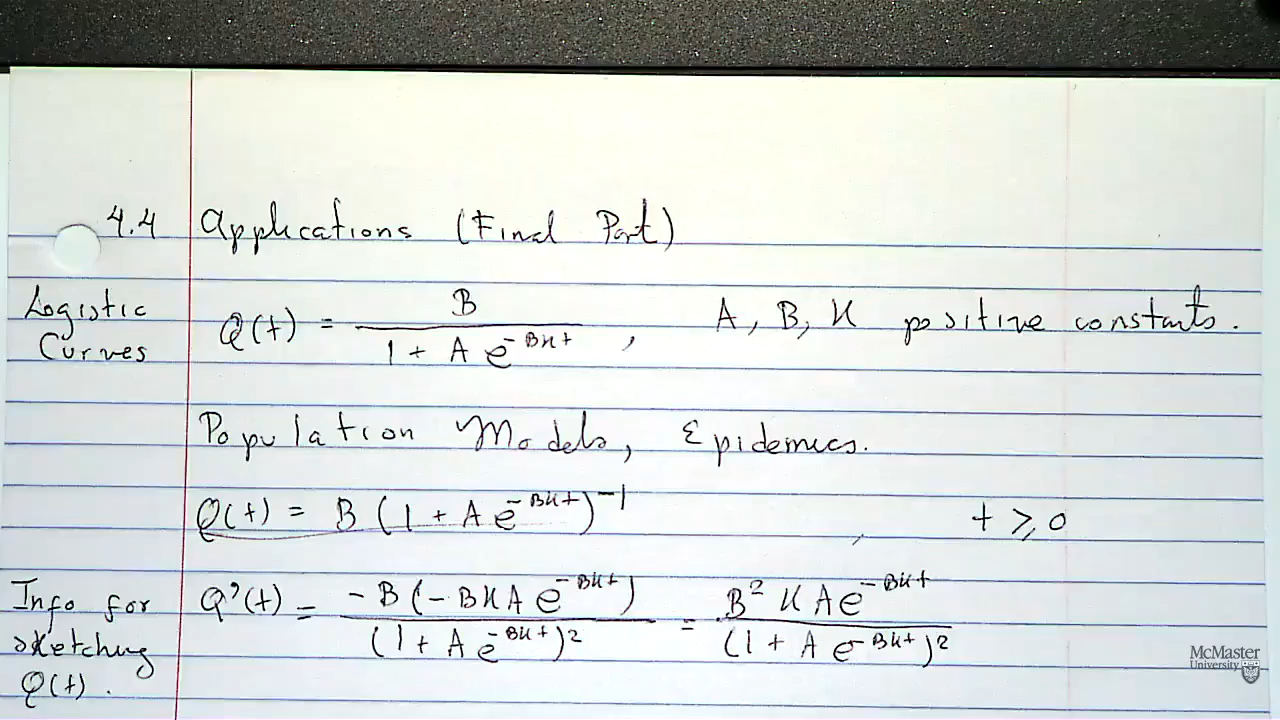 4.4 Applications (Final Part)
Logistic Curves
Q(t) = B / (1 + A e^{-Bkt}) , A, B, k positive constants.
Population Models, Epidemics.
Q(t) = B (1 + A e^{-Bkt})^{-1} , t ≥ 0
Info for sketching Q(t).
Q'(t) = -B(-BkA e^{-Bkt}) / (1 + A e^{-Bkt})^2 = B^2 k A e^{-Bkt} / (1 + A e^{-Bkt})^2
McMaster
University